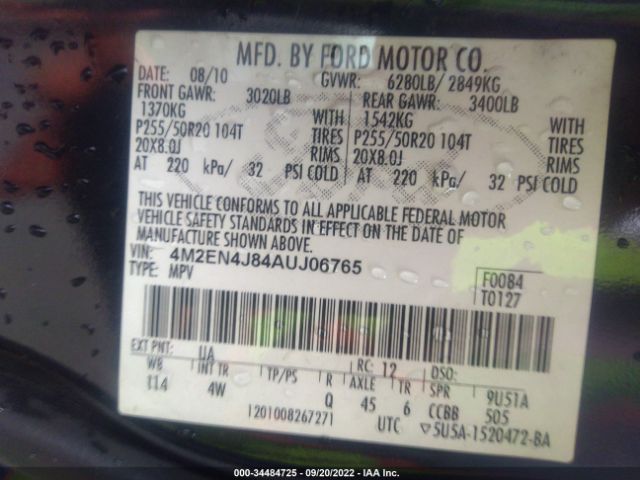 MFD. BY FORD MOTOR CO.
DATE: 08/10 GVWR: 6280LB/ 2849KG
FRONT GAWR: 3020LB REAR GAWR: 3400LB
1370KG WITH 1542KG WITH
P255/50R20 104T TIRES P255/50R20 104T TIRES
20X8.0J RIMS 20X8.0J RIMS
AT 220 kPa/ 32 PSI COLD AT 220 kPa/ 32 PSI COLD
THIS VEHICLE CONFORMS TO ALL APPLICABLE FEDERAL MOTOR
VEHICLE SAFETY STANDARDS IN EFFECT ON THE DATE OF
MANUFACTURE SHOWN ABOVE.
VIN: 4M2EN4J84AUJ06765 F0084
TYPE: MPV T0127
EXT PNT: UA RC: 12 DSO:
WB INT TR TP/PS R AXLE TR SPR 9U51A
114 4W Q 45 6 CCBB 505
1201008267271 UTC ▽5U5A-1520472-BA
000-34484725 - 09/20/2022 - IAA Inc.